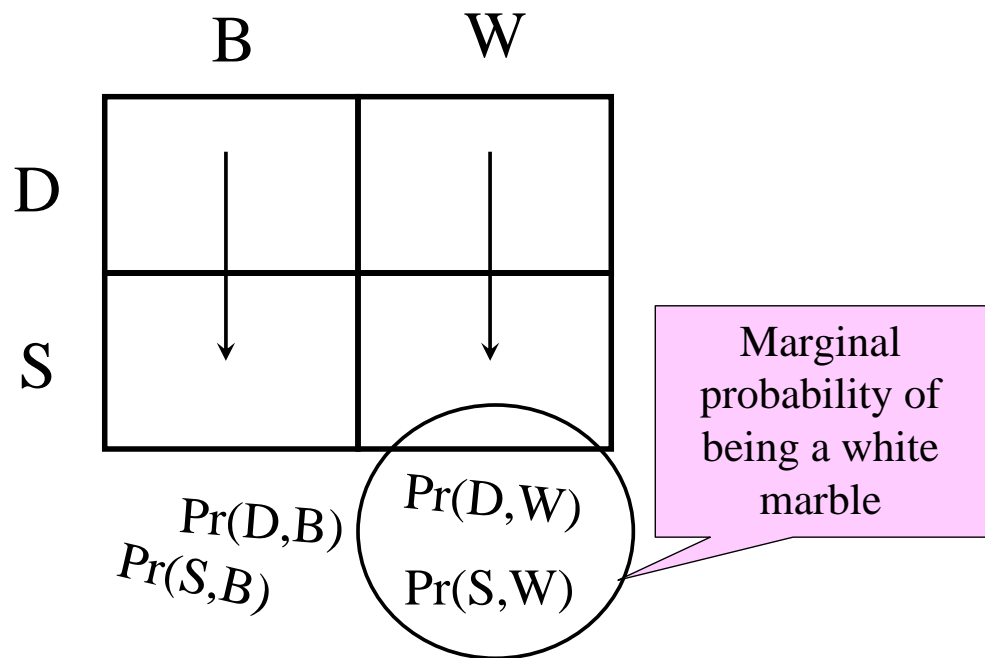 B
W
D
S
Marginal
probability of
being a white
marble
Pr(D,B)
Pr(S,B)
Pr(D,W)
Pr(S,W)